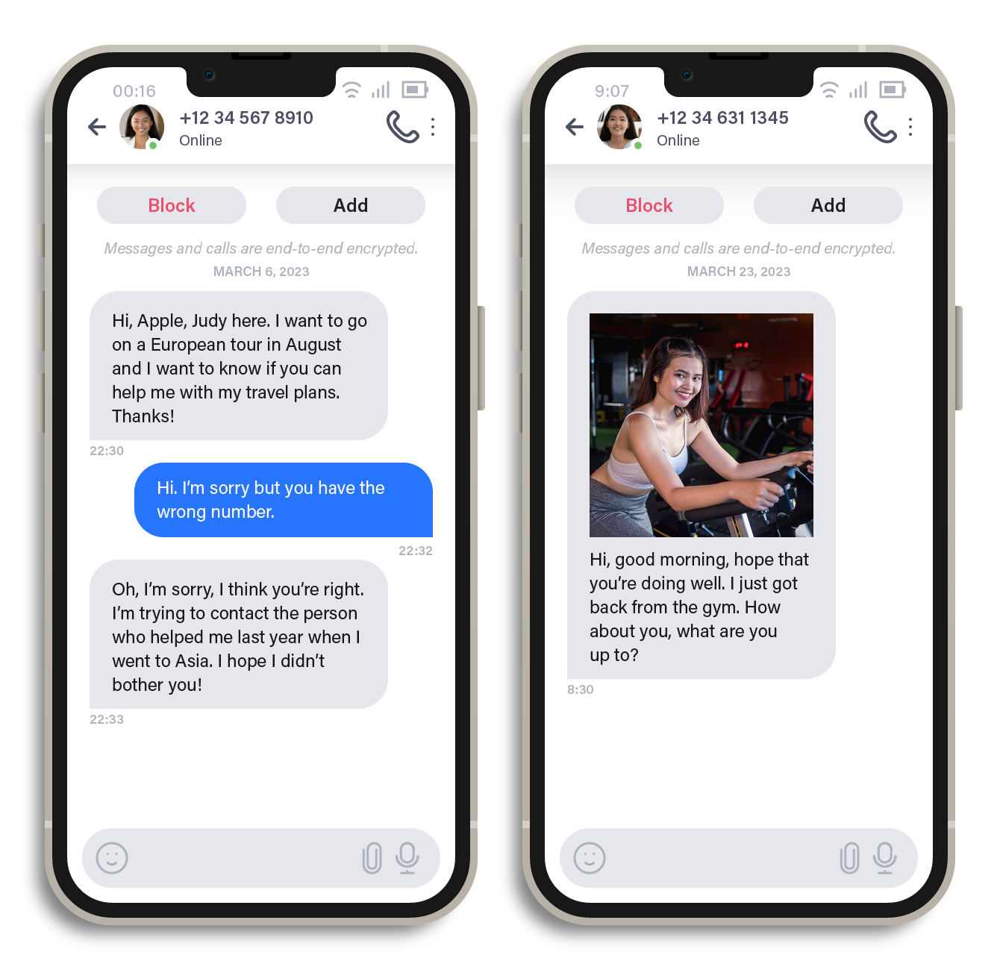 00:16
+12 34 567 8910
Online
Block
Add
Messages and calls are end-to-end encrypted.
MARCH 6, 2023
Hi, Apple, Judy here. I want to go
on a European tour in August
and I want to know if you can
help me with my travel plans.
Thanks!
22:30
Hi. I’m sorry but you have the
wrong number.
22:32
Oh, I’m sorry, I think you’re right.
I’m trying to contact the person
who helped me last year when I
went to Asia. I hope I didn’t
bother you!
22:33
9:07
+12 34 631 1345
Online
Block
Add
Messages and calls are end-to-end encrypted.
MARCH 23, 2023
Hi, good morning, hope that
you’re doing well. I just got
back from the gym. How
about you, what are you
up to?
8:30